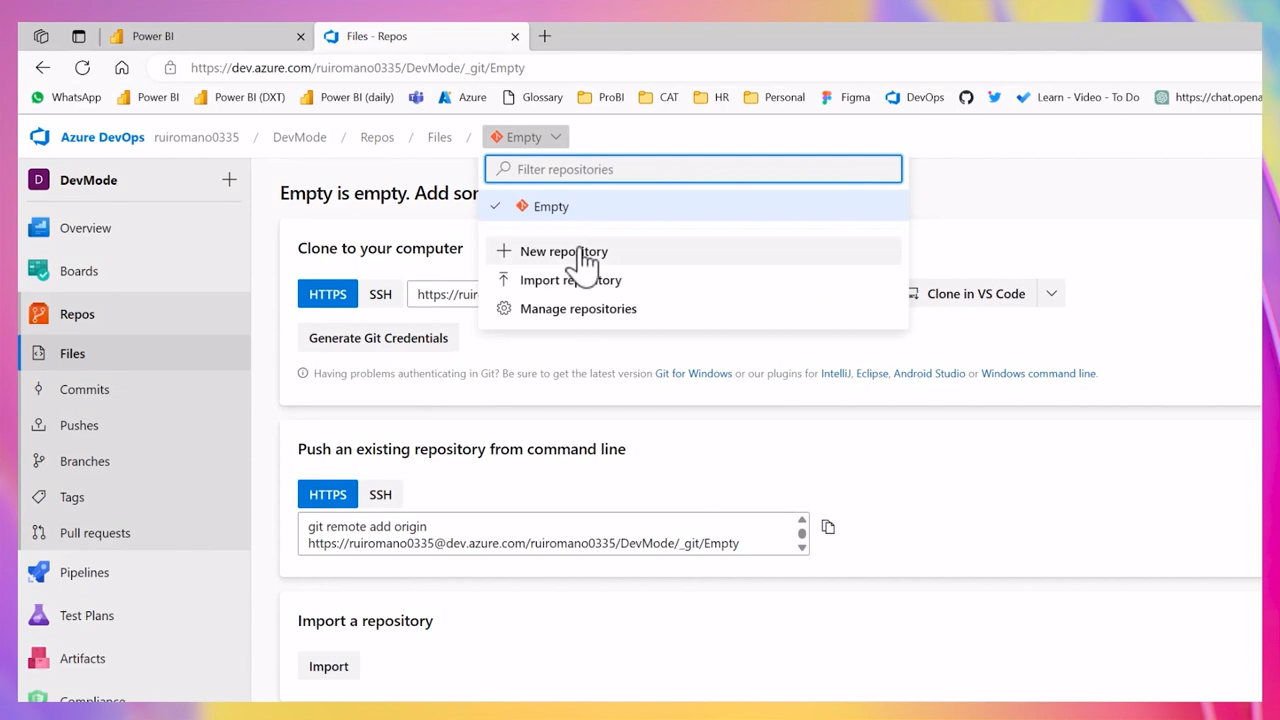 Power BI
Files - Repos
https://dev.azure.com/ruiromano0335/DevMode/_git/Empty
WhatsApp Power BI Power BI (DXT) Power BI (daily) Azure Glossary ProBI CAT HR Personal Figma DevOps Learn - Video - To Do https://chat.opena
Azure DevOps ruiromano0335 / DevMode / Repos / Files / Empty
Filter repositories
D DevMode
Empty is empty. Add so
Empty
Overview
Clone to your computer
New repository
Boards
Import repository
HTTPS SSH https://ruir
Clone in VS Code
Repos
Manage repositories
Generate Git Credentials
Files
Having problems authenticating in Git? Be sure to get the latest version Git for Windows or our plugins for IntelliJ, Eclipse, Android Studio or Windows command line.
Commits
Pushes
Push an existing repository from command line
Branches
HTTPS SSH
Tags
git remote add origin
https://ruiromano0335@dev.azure.com/ruiromano0335/DevMode/_git/Empty
Pull requests
Pipelines
Test Plans
Import a repository
Artifacts
Import
Compliance